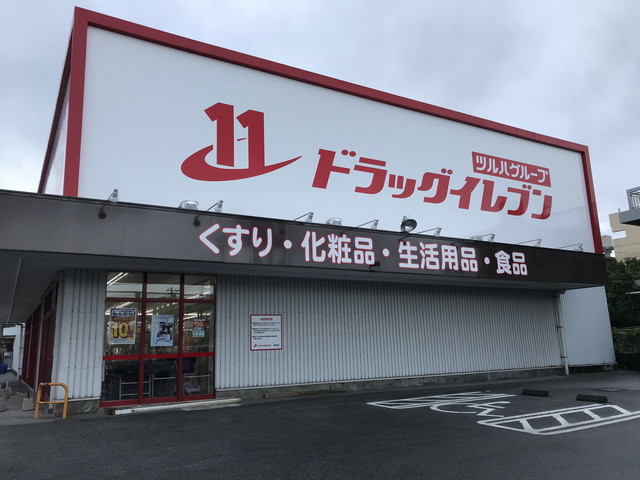 11
ツルハグループ
ドラッグイレブン
くすり・化粧品・生活用品・食品
10